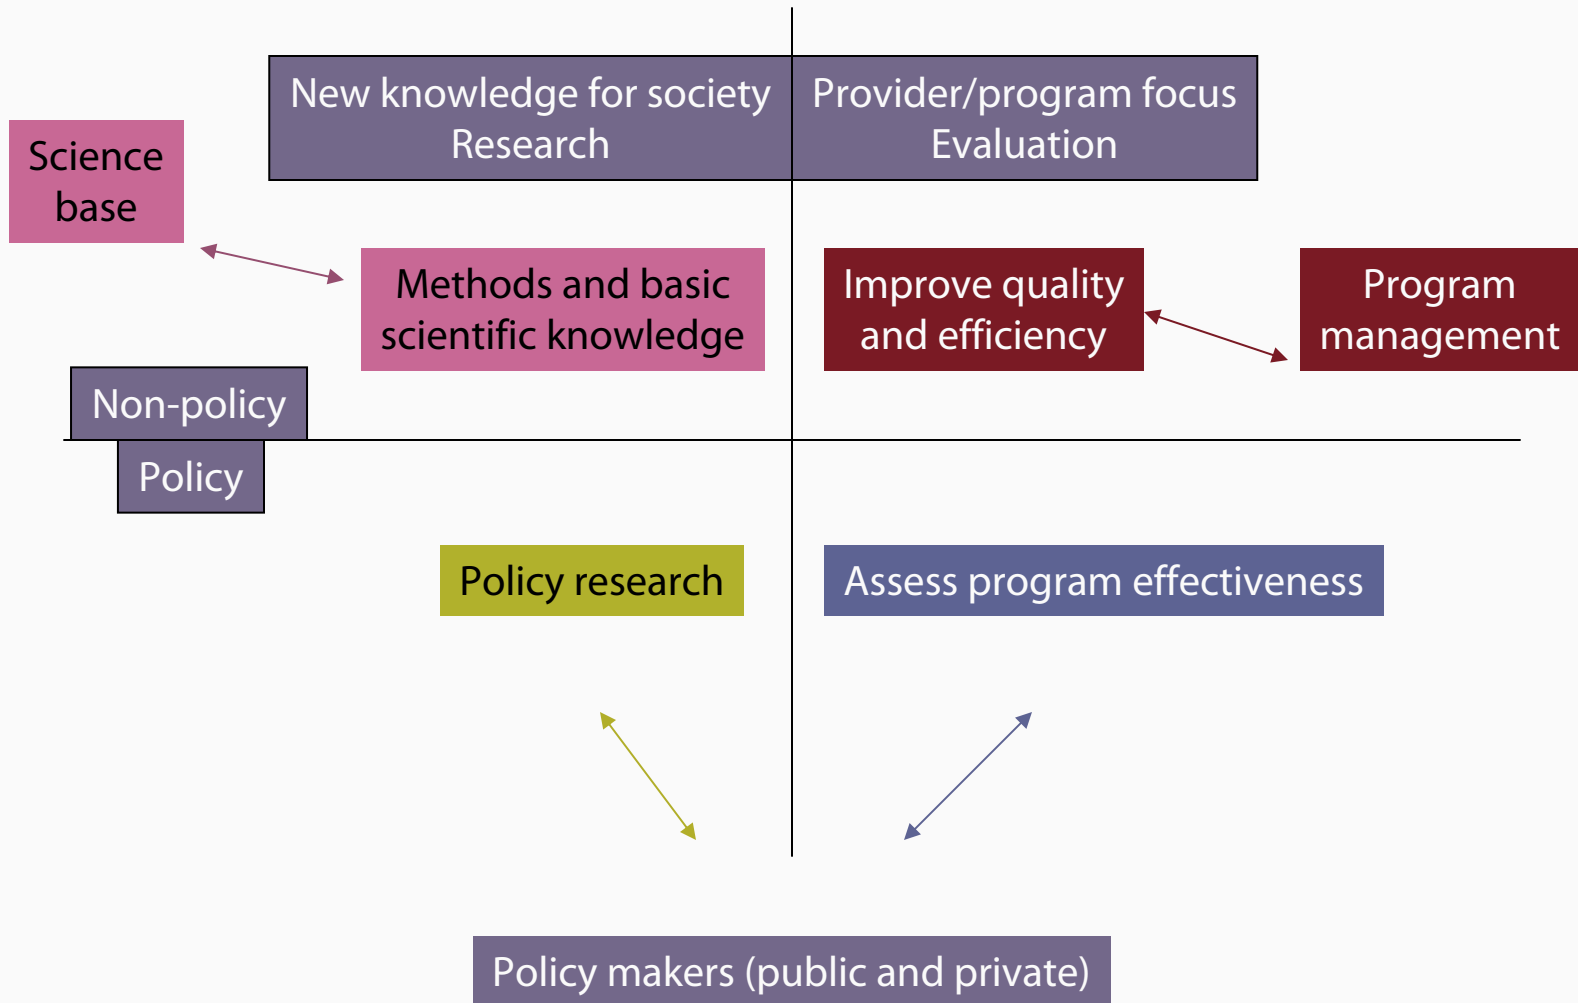 New knowledge for society
Research
Provider/program focus
Evaluation
Science
base
Methods and basic
scientific knowledge
Improve quality
and efficiency
Program
management
Non-policy
Policy
Policy research
Assess program effectiveness
Policy makers (public and private)